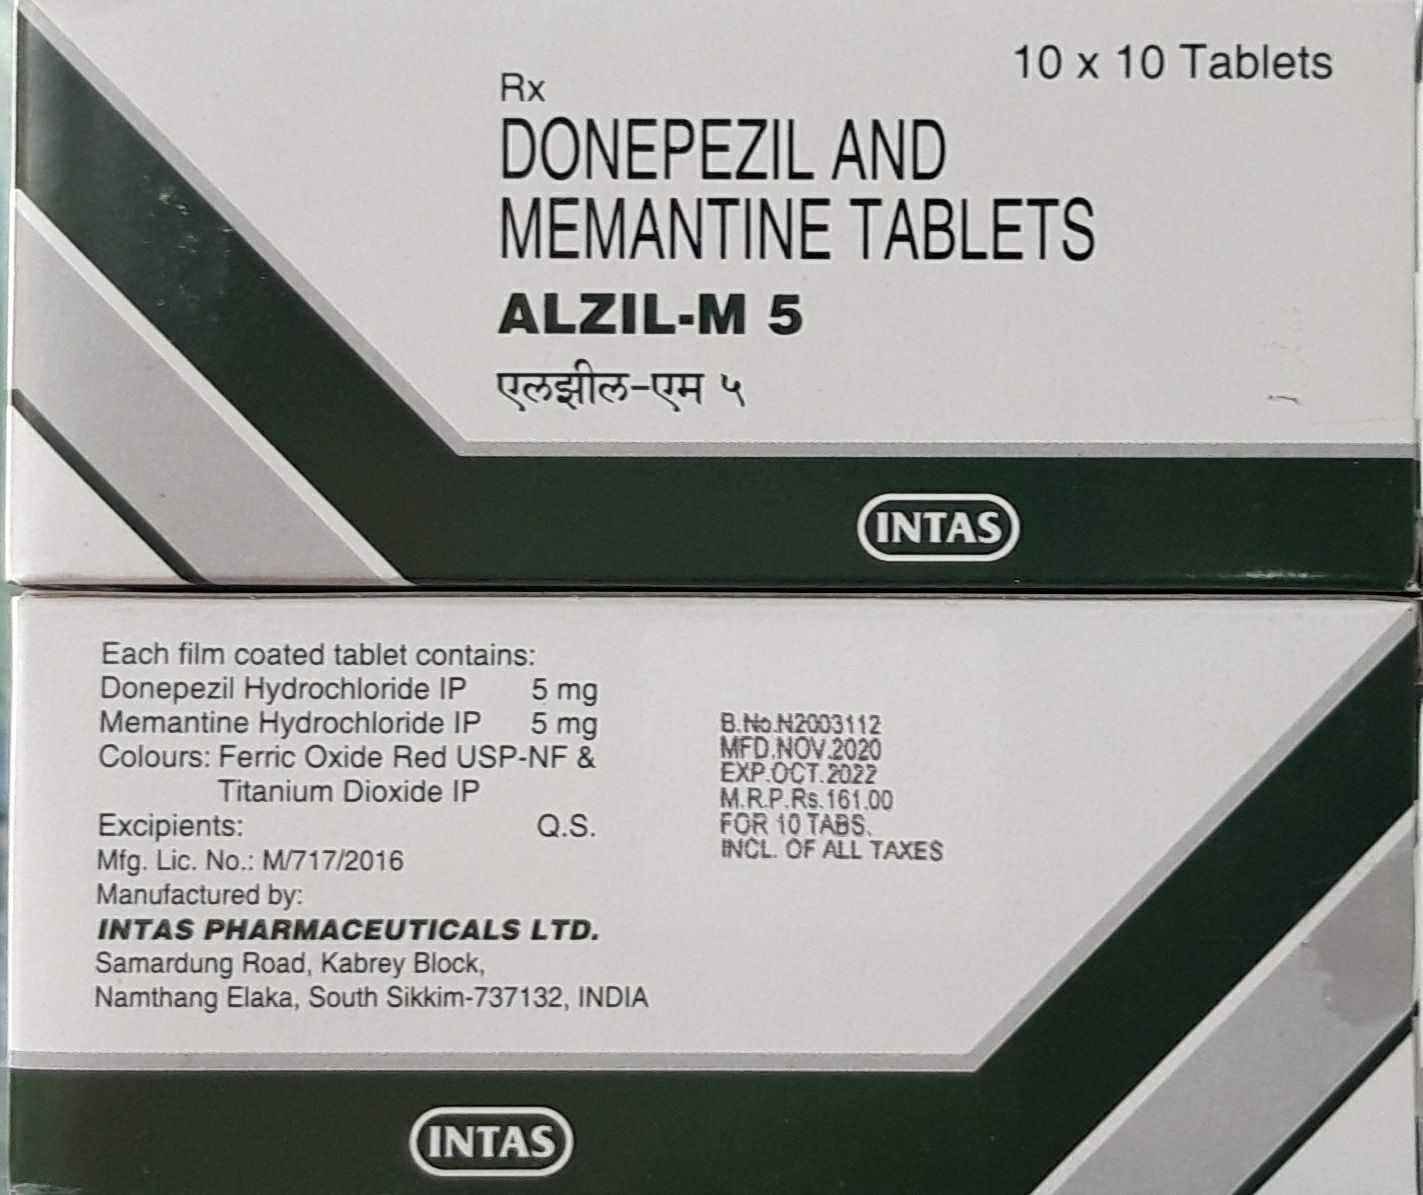 10 x 10 Tablets
Rx
DONEPEZIL AND
MEMANTINE TABLETS
ALZIL-M 5
एलझील-एम ५
INTAS
Each film coated tablet contains:
Donepezil Hydrochloride IP 5 mg
Memantine Hydrochloride IP 5 mg
Colours: Ferric Oxide Red USP-NF &
Titanium Dioxide IP
Excipients: Q.S.
Mfg. Lic. No.: M/717/2016
Manufactured by:
INTAS PHARMACEUTICALS LTD.
Samardung Road, Kabrey Block,
Namthang Elaka, South Sikkim-737132, INDIA
B.No.N2003112
MFD.NOV.2020
EXP.OCT.2022
M.R.P.Rs.161.00
FOR 10 TABS.
INCL. OF ALL TAXES
INTAS